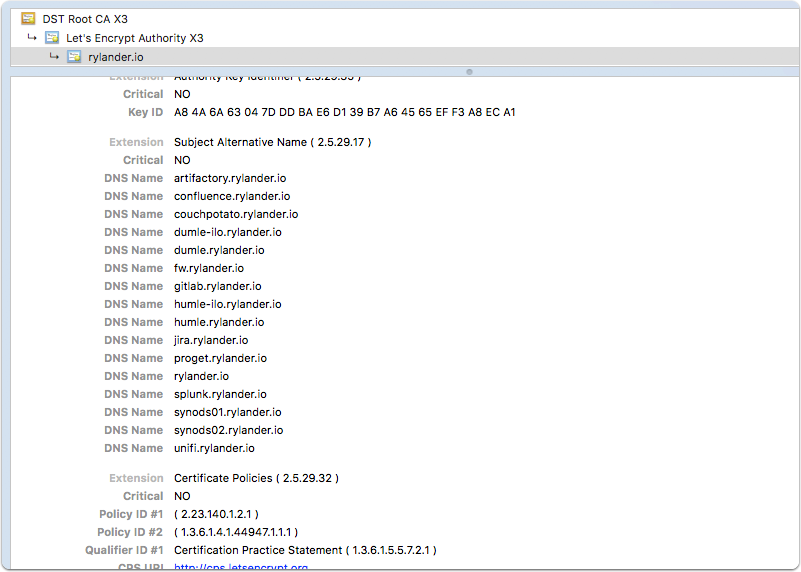 DST Root CA X3
Let's Encrypt Authority X3
rylander.io
Extension Authority Key Identifier ( 2.5.29.35 )
Critical NO
Key ID A8 4A 6A 63 04 7D DD BA E6 D1 39 B7 A6 45 65 EF F3 A8 EC A1
Extension Subject Alternative Name ( 2.5.29.17 )
Critical NO
DNS Name artifactory.rylander.io
DNS Name confluence.rylander.io
DNS Name couchpotato.rylander.io
DNS Name dumle-ilo.rylander.io
DNS Name dumle.rylander.io
DNS Name fw.rylander.io
DNS Name gitlab.rylander.io
DNS Name humle-ilo.rylander.io
DNS Name humle.rylander.io
DNS Name jira.rylander.io
DNS Name proget.rylander.io
DNS Name rylander.io
DNS Name splunk.rylander.io
DNS Name synods01.rylander.io
DNS Name synods02.rylander.io
DNS Name unifi.rylander.io
Extension Certificate Policies ( 2.5.29.32 )
Critical NO
Policy ID #1 ( 2.23.140.1.2.1 )
Policy ID #2 ( 1.3.6.1.4.1.44947.1.1.1 )
Qualifier ID #1 Certification Practice Statement ( 1.3.6.1.5.5.7.2.1 )
CPS URI http://cps.letsencrypt.org